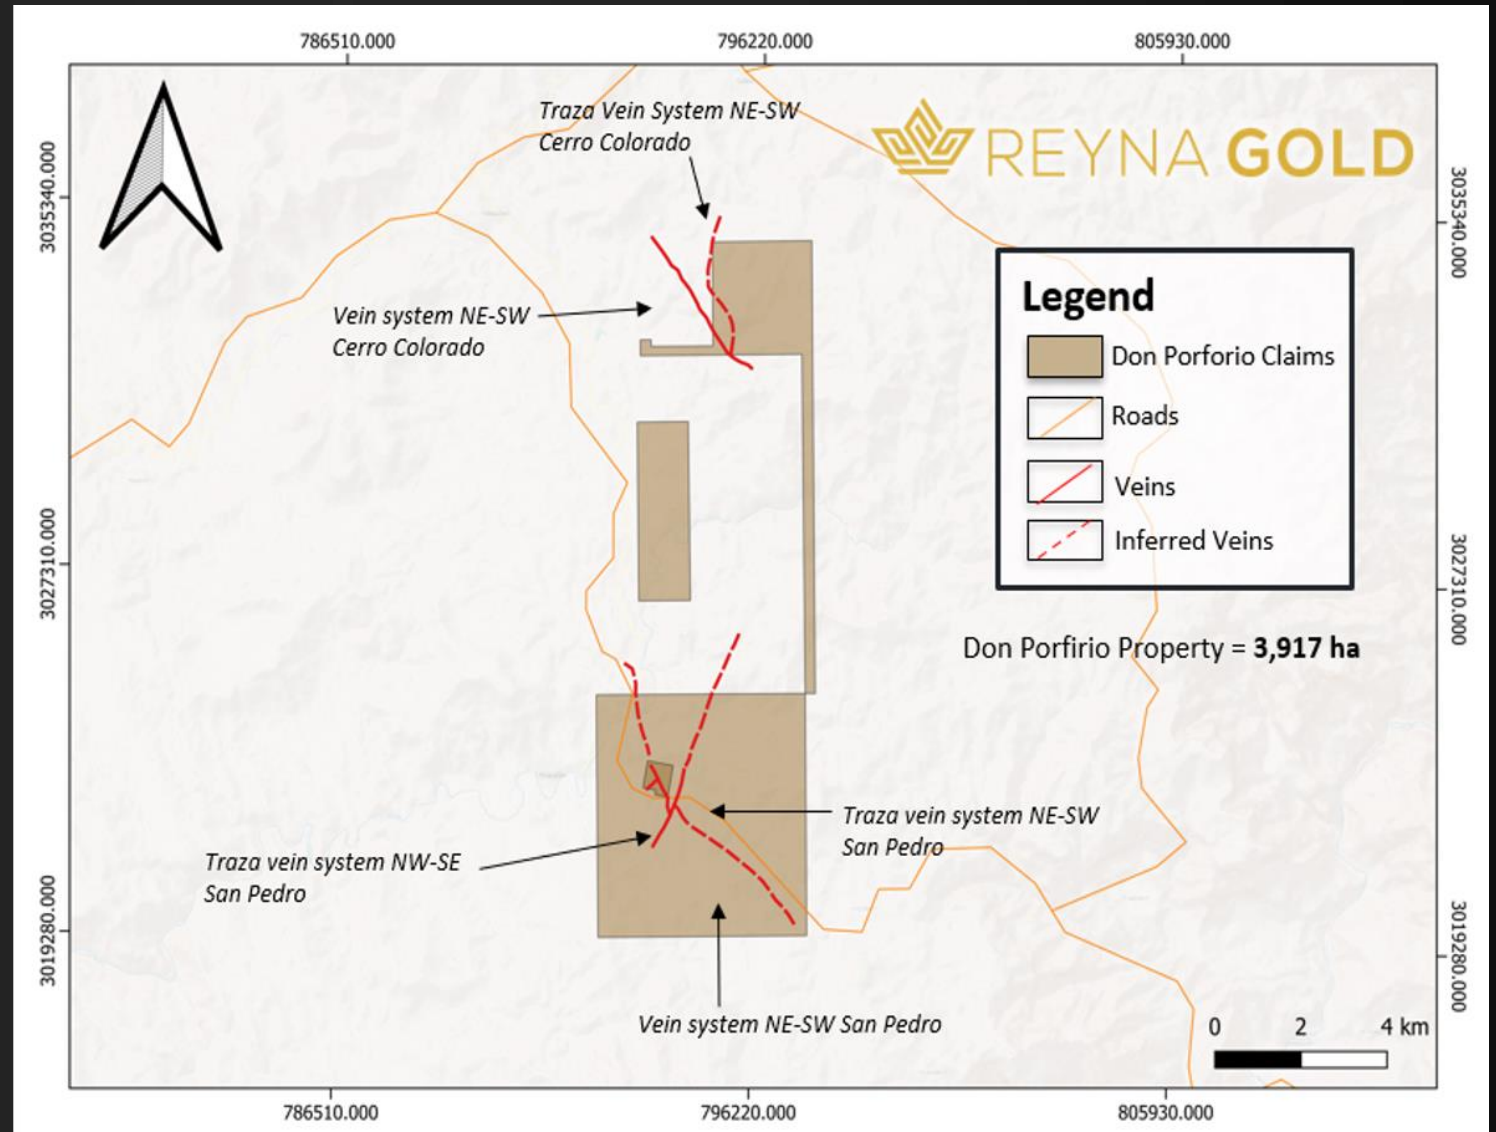 786510.000 796220.000 805930.000
Traza Vein System NE-SW
Cerro Colorado
REYNA GOLD
3035340.000
3035340.000
Legend
Don Porforio Claims
Roads
Veins
Inferred Veins
Vein system NE-SW
Cerro Colorado
3027310.000
3027310.000
Don Porfirio Property = 3,917 ha
Traza vein system NE-SW
San Pedro
Traza vein system NW-SE
San Pedro
3019280.000
3019280.000
Vein system NE-SW San Pedro
0 2 4 km
786510.000 796220.000 805930.000